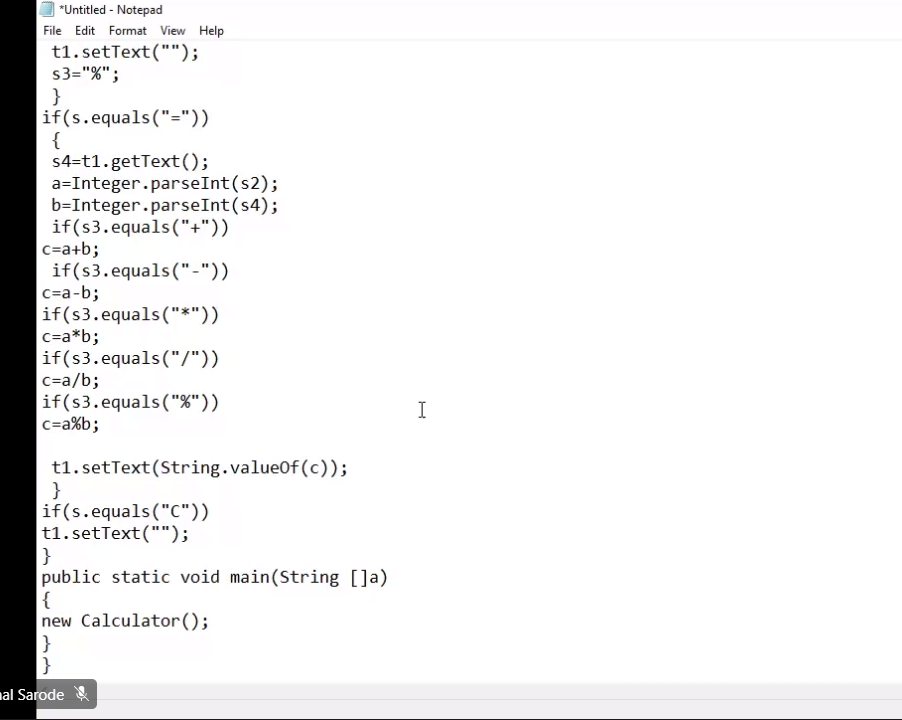 *Untitled - Notepad
File Edit Format View Help
t1.setText("");
s3="%";
}
if(s.equals("="))
{
s4=t1.getText();
a=Integer.parseInt(s2);
b=Integer.parseInt(s4);
if(s3.equals("+"))
c=a+b;
if(s3.equals("-"))
c=a-b;
if(s3.equals("*"))
c=a*b;
if(s3.equals("/"))
c=a/b;
if(s3.equals("%"))
c=a%b;
t1.setText(String.valueOf(c));
}
if(s.equals("C"))
t1.setText("");
}
public static void main(String []a)
{
new Calculator();
}
}
Sarode